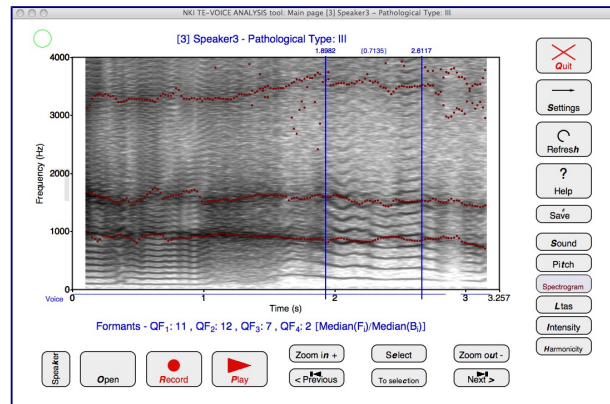 NKI TE-VOICE ANALYSIS tool: Main page [3] Speaker3 - Pathological Type: III
[3] Speaker3 - Pathological Type: III
1.8982 [0.7135] 2.6117
4000
3000
2000
1000
0
Frequency (Hz)
Voice
0 1 2 3 3.257
Time (s)
Formants - QF1: 11 , QF2: 12 , QF3: 7 , QF4: 2 [Median(Fi)/Median(Bi)]
Quit
Settings
Refresh
?
Help
Save
Sound
Pitch
Spectrogram
Ltas
Intensity
Harmonicity
Speaker
Open
Record
Play
Zoom in +
< Previous
Select
To selection
Zoom out -
Next >